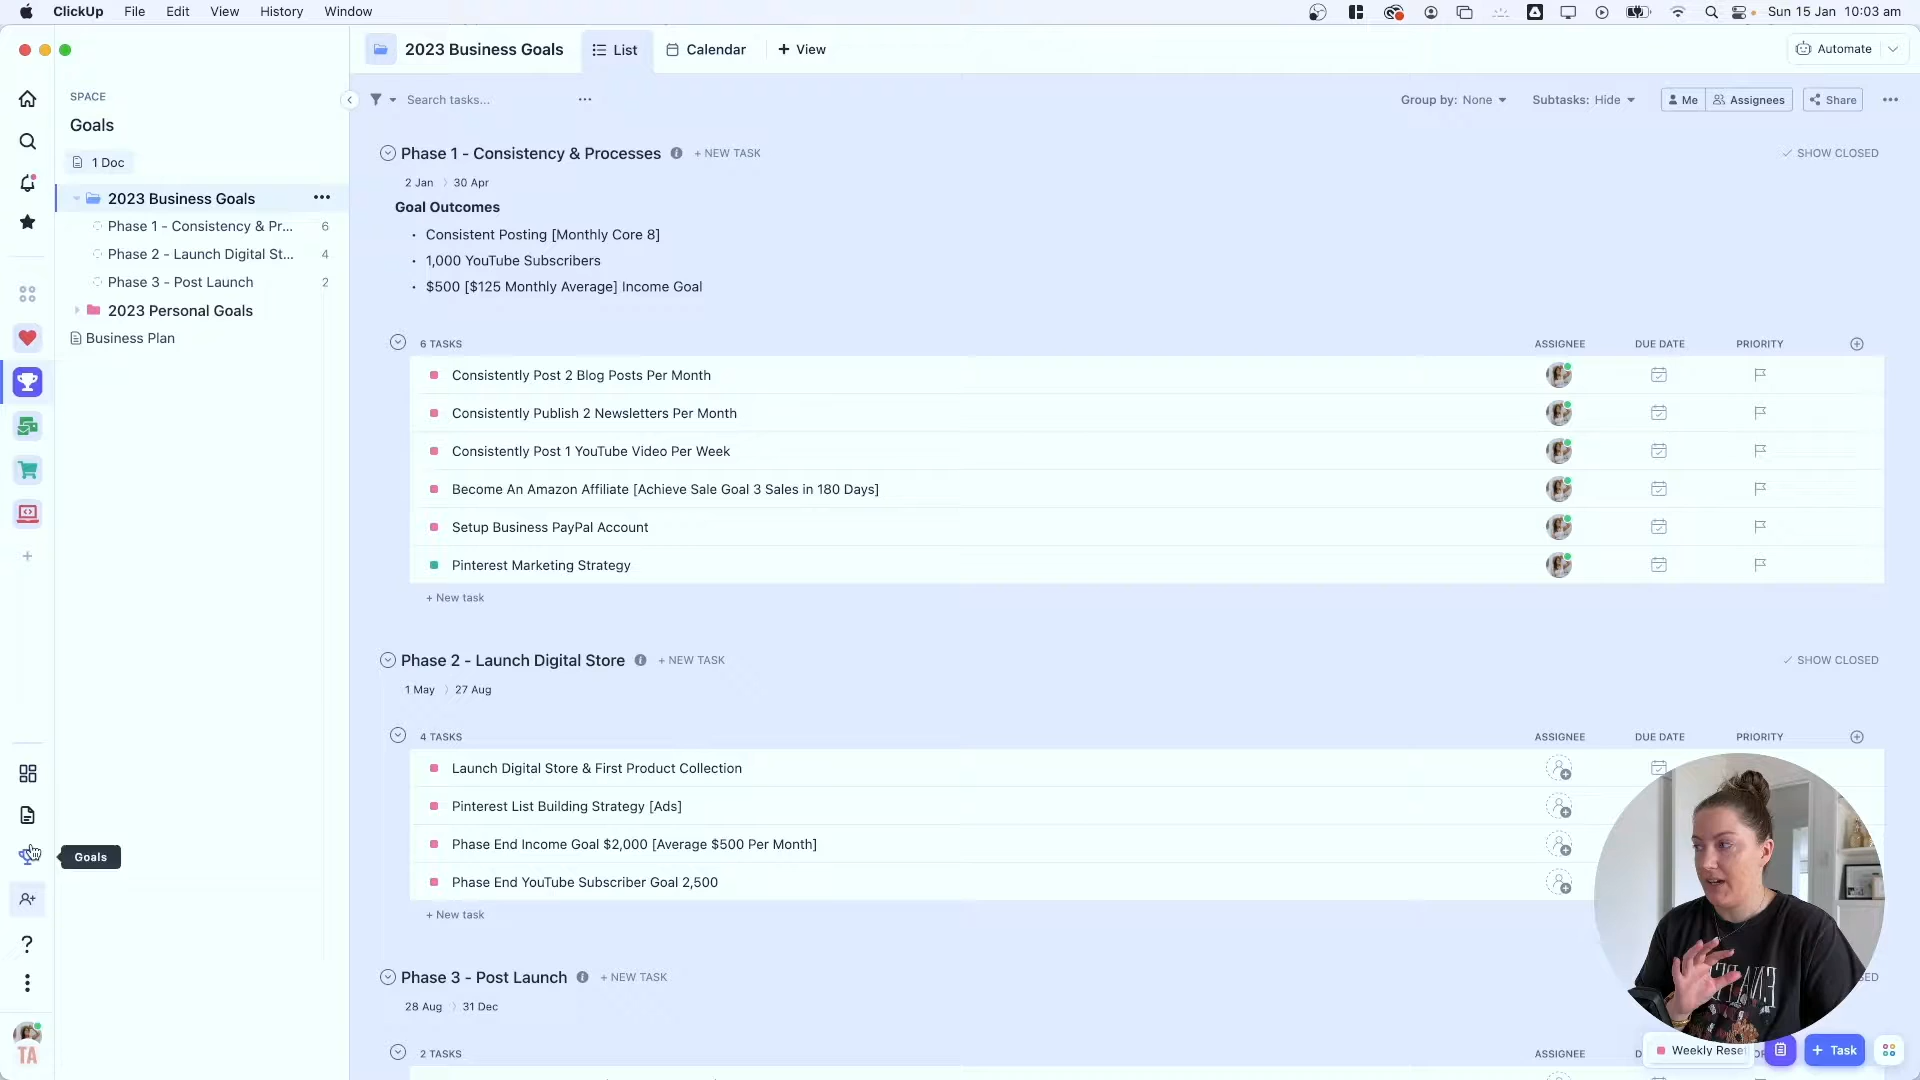 ClickUp File Edit View History Window Sun 15 Jan 10:03 am
2023 Business Goals List Calendar + View Automate
SPACE
Goals
1 Doc
2023 Business Goals
Phase 1 - Consistency & Pr... 6
Phase 2 - Launch Digital St... 4
Phase 3 - Post Launch 2
2023 Personal Goals
Business Plan
Goals
TA
Search tasks... Group by: None Subtasks: Hide Me Assignees Share
Phase 1 - Consistency & Processes + NEW TASK SHOW CLOSED
2 Jan 30 Apr
Goal Outcomes
• Consistent Posting [Monthly Core 8]
• 1,000 YouTube Subscribers
• $500 [$125 Monthly Average] Income Goal
6 TASKS ASSIGNEE DUE DATE PRIORITY
Consistently Post 2 Blog Posts Per Month
Consistently Publish 2 Newsletters Per Month
Consistently Post 1 YouTube Video Per Week
Become An Amazon Affiliate [Achieve Sale Goal 3 Sales in 180 Days]
Setup Business PayPal Account
Pinterest Marketing Strategy
+ New task
Phase 2 - Launch Digital Store + NEW TASK SHOW CLOSED
1 May 27 Aug
4 TASKS ASSIGNEE DUE DATE PRIORITY
Launch Digital Store & First Product Collection
Pinterest List Building Strategy [Ads]
Phase End Income Goal $2,000 [Average $500 Per Month]
Phase End YouTube Subscriber Goal 2,500
+ New task
Phase 3 - Post Launch + NEW TASK
28 Aug 31 Dec
2 TASKS ASSIGNEE
Weekly Rese + Task